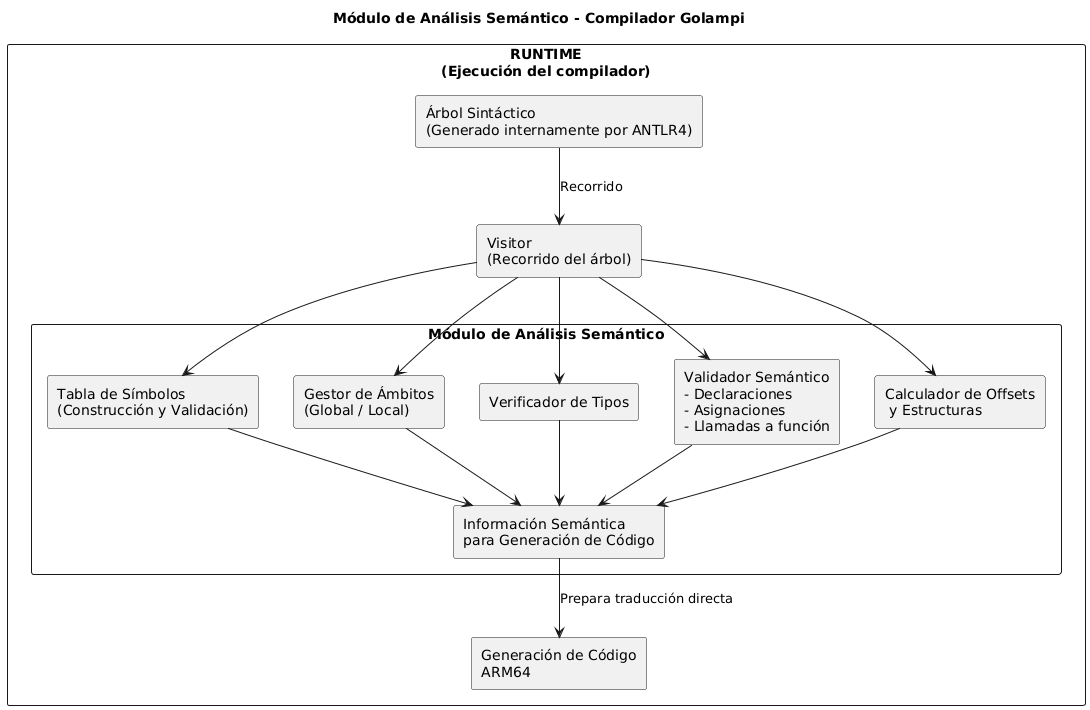 Módulo de Análisis Semántico - Compilador Golampi
RUNTIME
(Ejecución del compilador)
Árbol Sintáctico
(Generado internamente por ANTLR4)
Recorrido
Visitor
(Recorrido del árbol)
Módulo de Análisis Semántico
Tabla de Símbolos
(Construcción y Validación)
Gestor de Ámbitos
(Global / Local)
Verificador de Tipos
Validador Semántico
- Declaraciones
- Asignaciones
- Llamadas a función
Calculador de Offsets
y Estructuras
Información Semántica
para Generación de Código
Prepara traducción directa
Generación de Código
ARM64